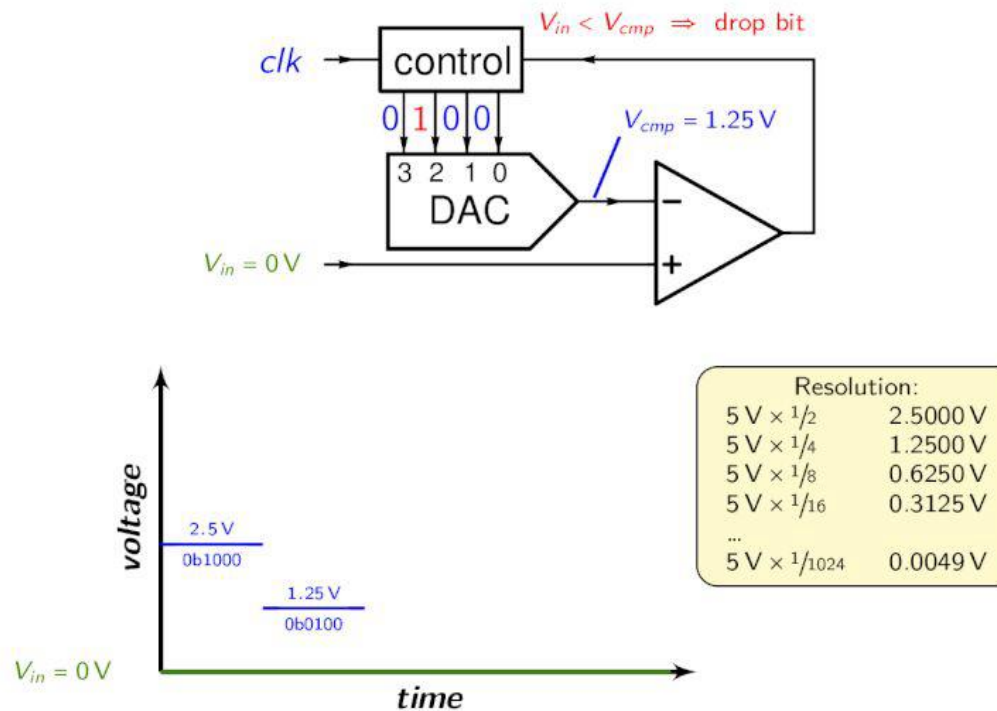 V_in < V_cmp ⇒ drop bit
clk
control
0 1 0 0
V_cmp = 1.25 V
3 2 1 0
DAC
−
V_in = 0 V
+
Resolution:
5 V × 1/2 2.5000 V
5 V × 1/4 1.2500 V
5 V × 1/8 0.6250 V
5 V × 1/16 0.3125 V
...
5 V × 1/1024 0.0049 V
voltage
2.5 V
0b1000
1.25 V
0b0100
V_in = 0 V
time